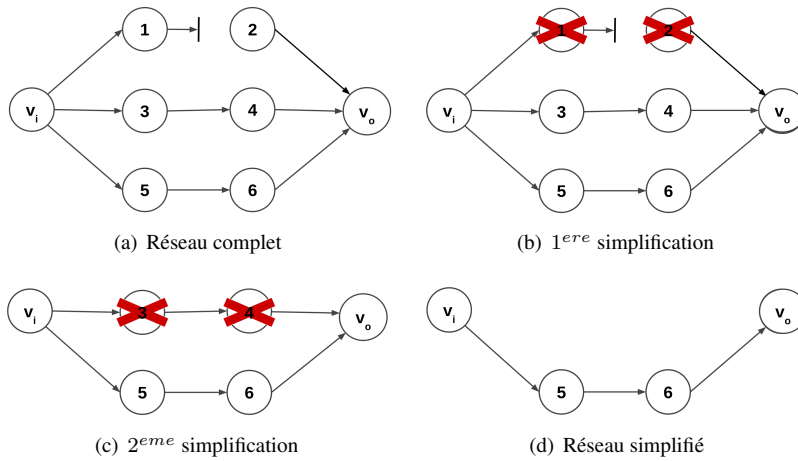 1 2 1 2
v_i 3 4 v_o v_i 3 4 v_o
5 6 5 6
(a) Réseau complet (b) 1^{ere} simplification
v_i 3 4 v_o v_i v_o
5 6 5 6
(c) 2^{eme} simplification (d) Réseau simplifié